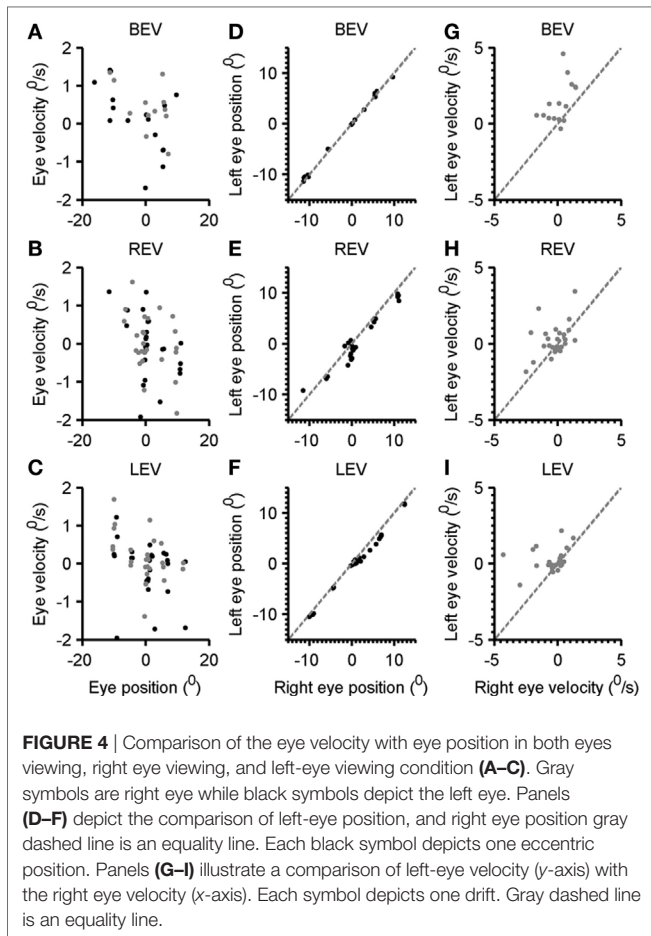 A
BEV
Eye velocity (⁰/s)
2
1
0
-1
-2
-20
0
20
D
BEV
Left eye position (⁰)
10
0
-10
-10
0
10
G
BEV
Left eye velocity (⁰/s)
5
0
-5
-5
0
5
B
REV
Eye velocity (⁰/s)
2
1
0
-1
-2
-20
0
20
E
REV
Left eye position (⁰)
10
0
-10
-10
0
10
H
REV
Left eye velocity (⁰/s)
5
0
-5
-5
0
5
C
LEV
Eye velocity (⁰/s)
2
1
0
-1
-2
-20
0
20
Eye position (⁰)
F
LEV
Left eye position (⁰)
10
0
-10
-10
0
10
Right eye position (⁰)
I
LEV
Left eye velocity (⁰/s)
5
0
-5
-5
0
5
Right eye velocity (⁰/s)
FIGURE 4 | Comparison of the eye velocity with eye position in both eyes
viewing, right eye viewing, and left-eye viewing condition (A–C). Gray
symbols are right eye while black symbols depict the left eye. Panels
(D–F) depict the comparison of left-eye position, and right eye position gray
dashed line is an equality line. Each black symbol depicts one eccentric
position. Panels (G–I) illustrate a comparison of left-eye velocity (y-axis) with
the right eye velocity (x-axis). Each symbol depicts one drift. Gray dashed line
is an equality line.